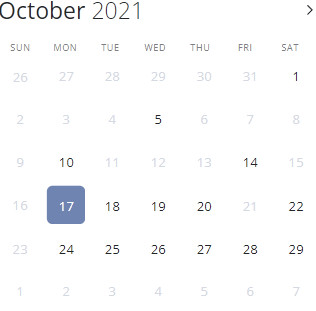 October 2021
SUN MON TUE WED THU FRI SAT
26 27 28 29 30 31 1
2 3 4 5 6 7 8
9 10 11 12 13 14 15
16 17 18 19 20 21 22
23 24 25 26 27 28 29
1 2 3 4 5 6 7